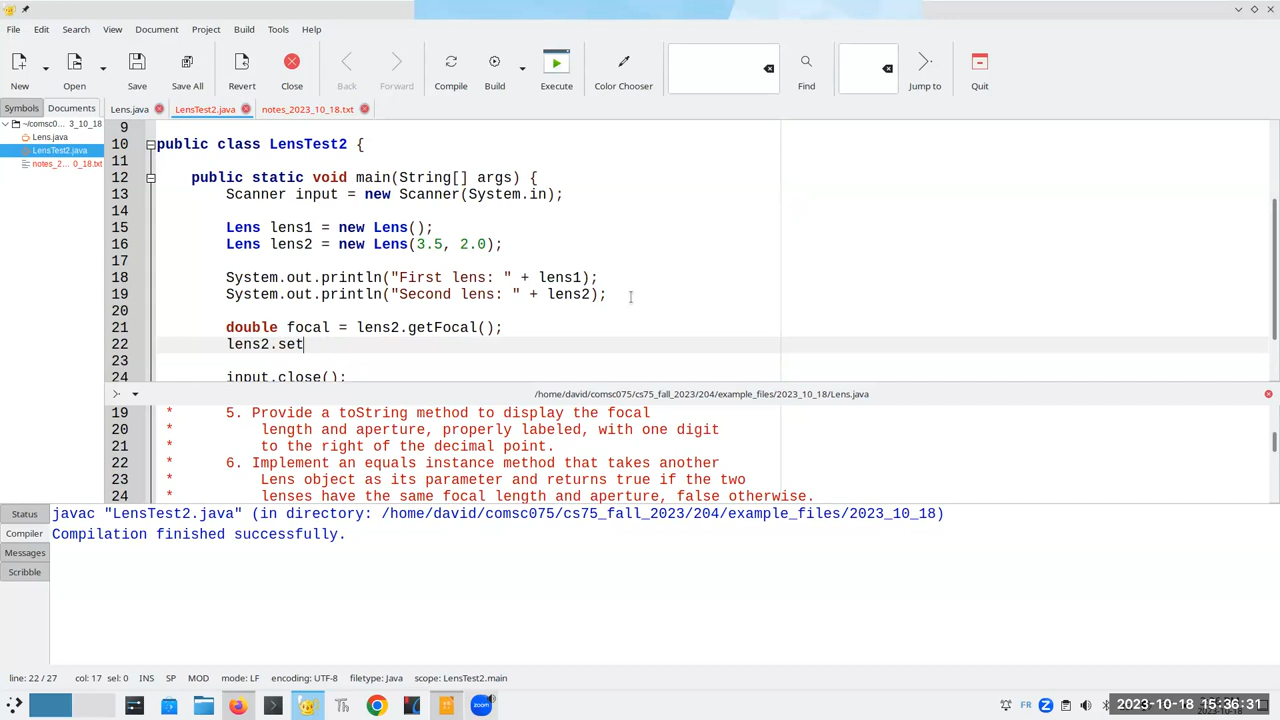 File Edit Search View Document Project Build Tools Help
New Open Save Save All Revert Close Back Forward Compile Build Execute Color Chooser Find Jump to Quit
Symbols Documents Lens.java LensTest2.java notes_2023_10_18.txt
~/comsc0... 3_10_18
Lens.java
LensTest2.java
notes_2... 0_18.txt
9
10 public class LensTest2 {
11
12 public static void main(String[] args) {
13 Scanner input = new Scanner(System.in);
14
15 Lens lens1 = new Lens();
16 Lens lens2 = new Lens(3.5, 2.0);
17
18 System.out.println("First lens: " + lens1);
19 System.out.println("Second lens: " + lens2);
20
21 double focal = lens2.getFocal();
22 lens2.set
23
24 input.close();
/home/david/comsc075/cs75_fall_2023/204/example_files/2023_10_18/Lens.java
19 * 5. Provide a toString method to display the focal
20 * length and aperture, properly labeled, with one digit
21 * to the right of the decimal point.
22 * 6. Implement an equals instance method that takes another
23 * Lens object as its parameter and returns true if the two
24 * lenses have the same focal length and aperture, false otherwise.
Status
Compiler
Messages
Scribble
javac "LensTest2.java" (in directory: /home/david/comsc075/cs75_fall_2023/204/example_files/2023_10_18)
Compilation finished successfully.
line: 22 / 27 col: 17 sel: 0 INS SP MOD mode: LF encoding: UTF-8 filetype: Java scope: LensTest2.main
Th zoom Z FR 2023-10-18 15:36:31